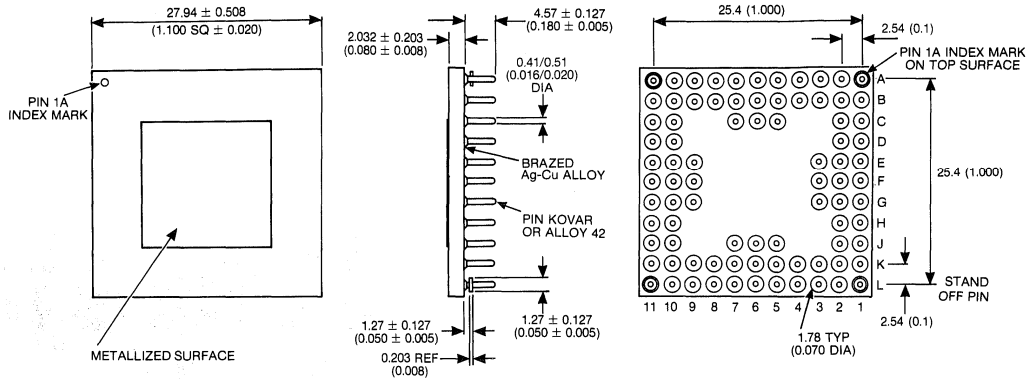 27.94 ± 0.508
(1.100 SQ ± 0.020)
PIN 1A
INDEX MARK
METALLIZED SURFACE
4.57 ± 0.127
(0.180 ± 0.005)
2.032 ± 0.203
(0.080 ± 0.008)
0.41/0.51
(0.016/0.020)
DIA
BRAZED
Ag-Cu ALLOY
PIN KOVAR
OR ALLOY 42
1.27 ± 0.127
(0.050 ± 0.005)
1.27 ± 0.127
(0.050 ± 0.005)
0.203 REF
(0.008)
25.4 (1.000)
2.54 (0.1)
PIN 1A INDEX MARK
ON TOP SURFACE
A
B
C
D
E
F
G
H
J
K
L
25.4 (1.000)
STAND
OFF PIN
11 10 9 8 7 6 5 4 3 2 1
2.54 (0.1)
1.78 TYP
(0.070 DIA)